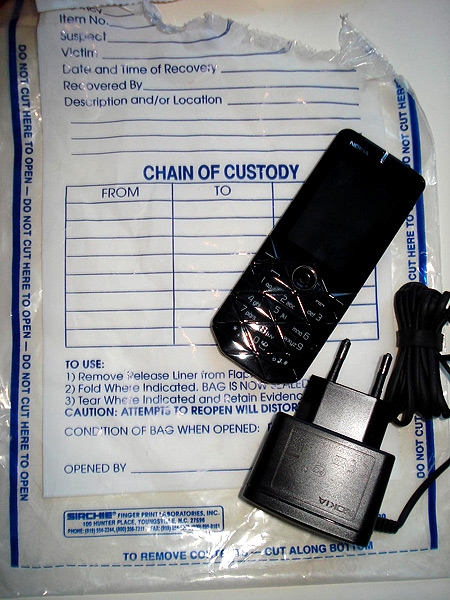 Item No.
Suspect
Victim
Date and Time of Recovery
Recovered By
Description and/or Location
CHAIN OF CUSTODY
FROM TO
TO USE:
1) Remove Release Liner from Flap
2) Fold Where Indicated. BAG IS NOW SEALED
3) Tear Where Indicated and Retain Evidence
CAUTION: ATTEMPTS TO REOPEN WILL DISTOR
CONDITION OF BAG WHEN OPENED:
OPENED BY
SIRCHIE FINGER PRINT LABORATORIES, INC.
100 HUNTER PLACE, YOUNGSVILLE, N.C. 27596
TO REMOVE CONTENTS — CUT ALONG BOTTOM
DO NOT CUT HERE TO OPEN — DO NOT CUT HERE TO OPEN — DO NOT CUT HERE TO OPEN
DO NOT CUT HERE TO OPEN
NOKIA
NOKIA